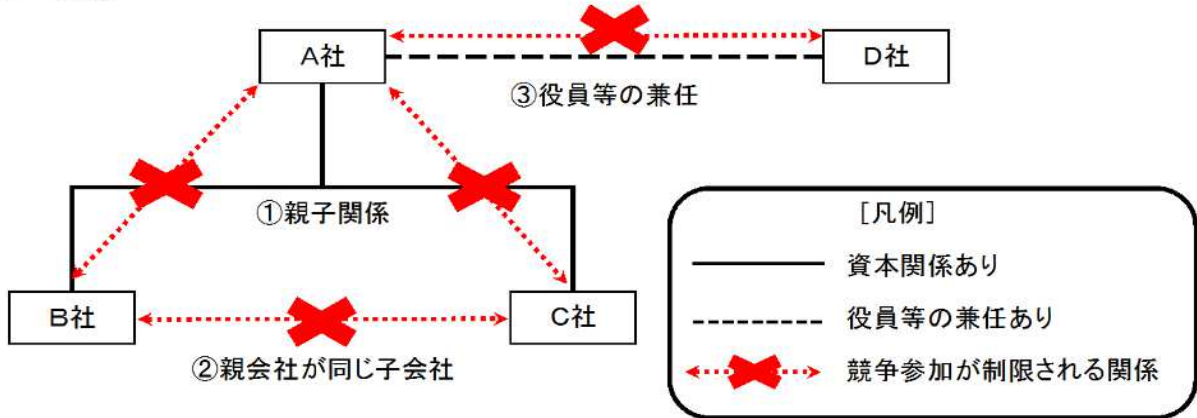 A社
D社
③役員等の兼任
①親子関係
B社
C社
②親会社が同じ子会社
[凡例]
資本関係あり
役員等の兼任あり
競争参加が制限される関係